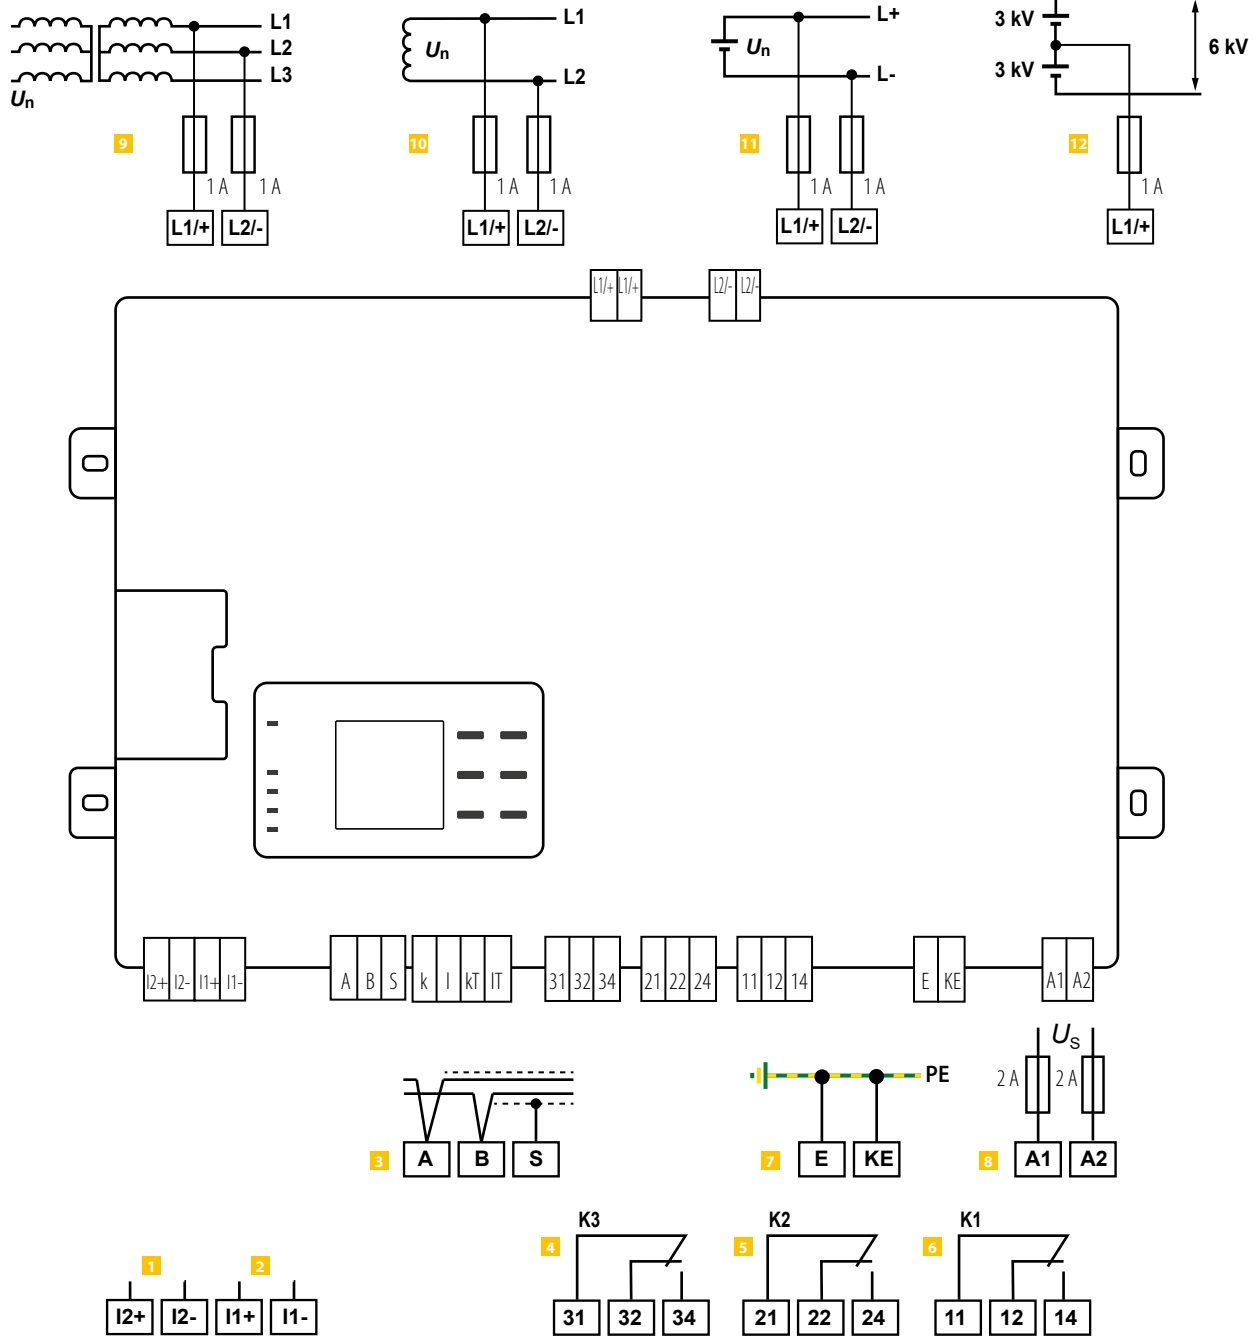 L1
L2
L3
Un
9
1 A
1 A
L1/+
L2/-
L1
Un
L2
10
1 A
1 A
L1/+
L2/-
L+
Un
L-
11
1 A
1 A
L1/+
L2/-
3 kV
3 kV
6 kV
12
1 A
L1/+
L1/+ L1/+ L2/- L2/-
I2+ I2- I1+ I1- A B S k l kT lT 31 32 34 21 22 24 11 12 14 E KE A1 A2
3
A B S
PE
7
E KE
US
2 A 2 A
8
A1 A2
1 2
I2+ I2- I1+ I1-
K3
4
31 32 34
K2
5
21 22 24
K1
6
11 12 14